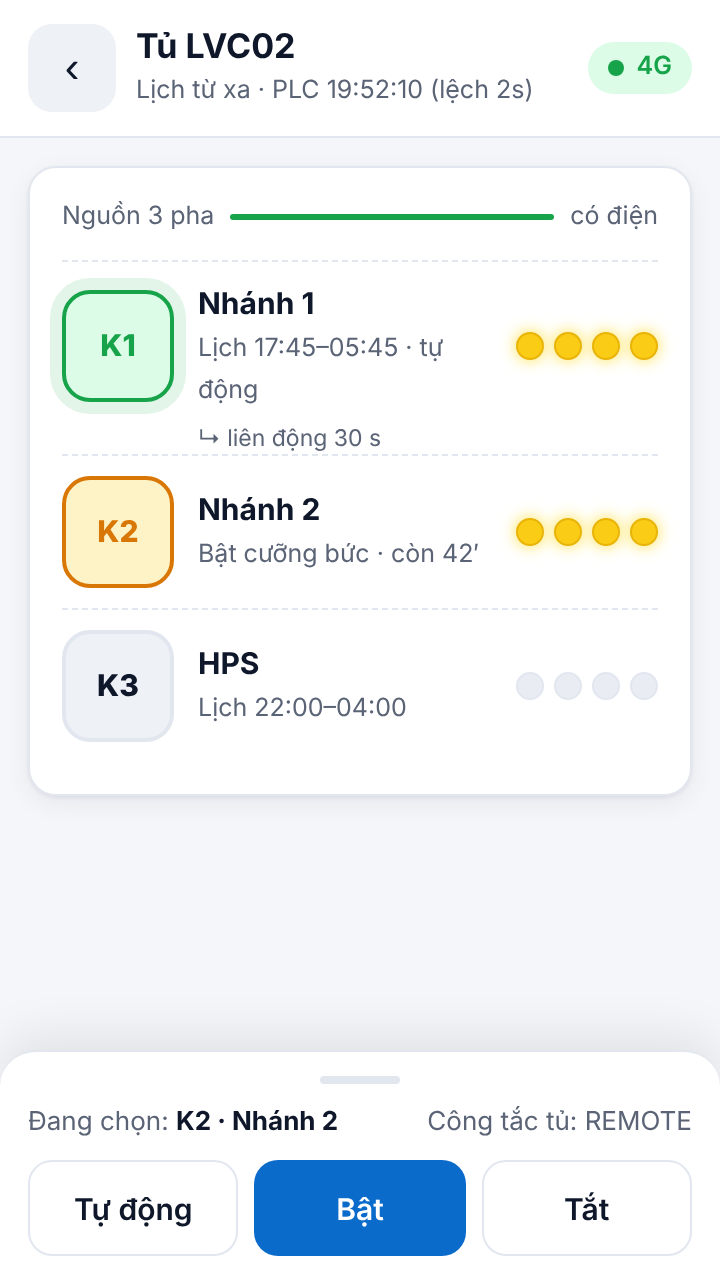 ‹
Tủ LVC02
Lịch từ xa · PLC 19:52:10 (lệch 2s)
4G
Nguồn 3 pha
có điện
K1
Nhánh 1
Lịch 17:45–05:45 · tự
động
↳ liên động 30 s
K2
Nhánh 2
Bật cưỡng bức · còn 42′
K3
HPS
Lịch 22:00–04:00
Đang chọn: K2 · Nhánh 2
Công tắc tủ: REMOTE
Tự động
Bật
Tắt